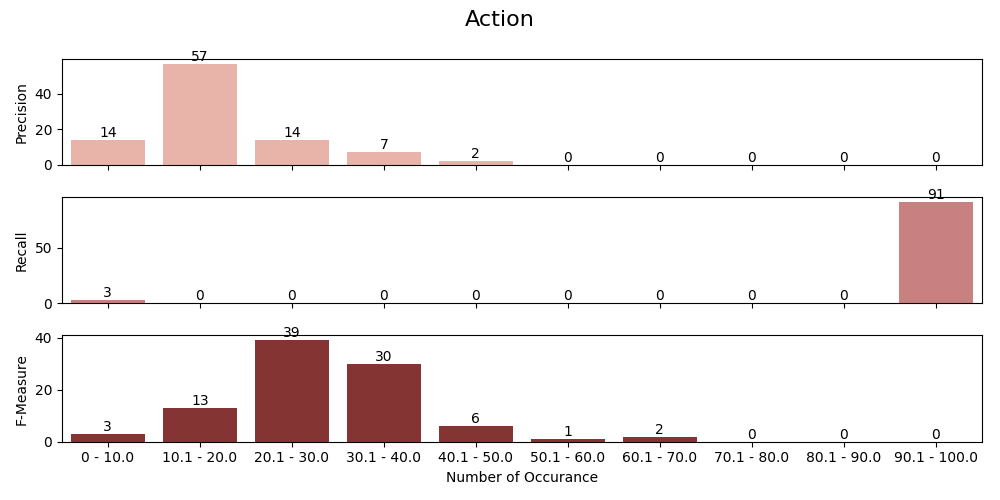 Action
Precision
40
20
0
14
57
14
7
2
0
0
0
0
0
Recall
50
0
3
0
0
0
0
0
0
0
0
91
F-Measure
40
20
0
3
13
39
30
6
1
2
0
0
0
0 - 10.0
10.1 - 20.0
20.1 - 30.0
30.1 - 40.0
40.1 - 50.0
50.1 - 60.0
60.1 - 70.0
70.1 - 80.0
80.1 - 90.0
90.1 - 100.0
Number of Occurance